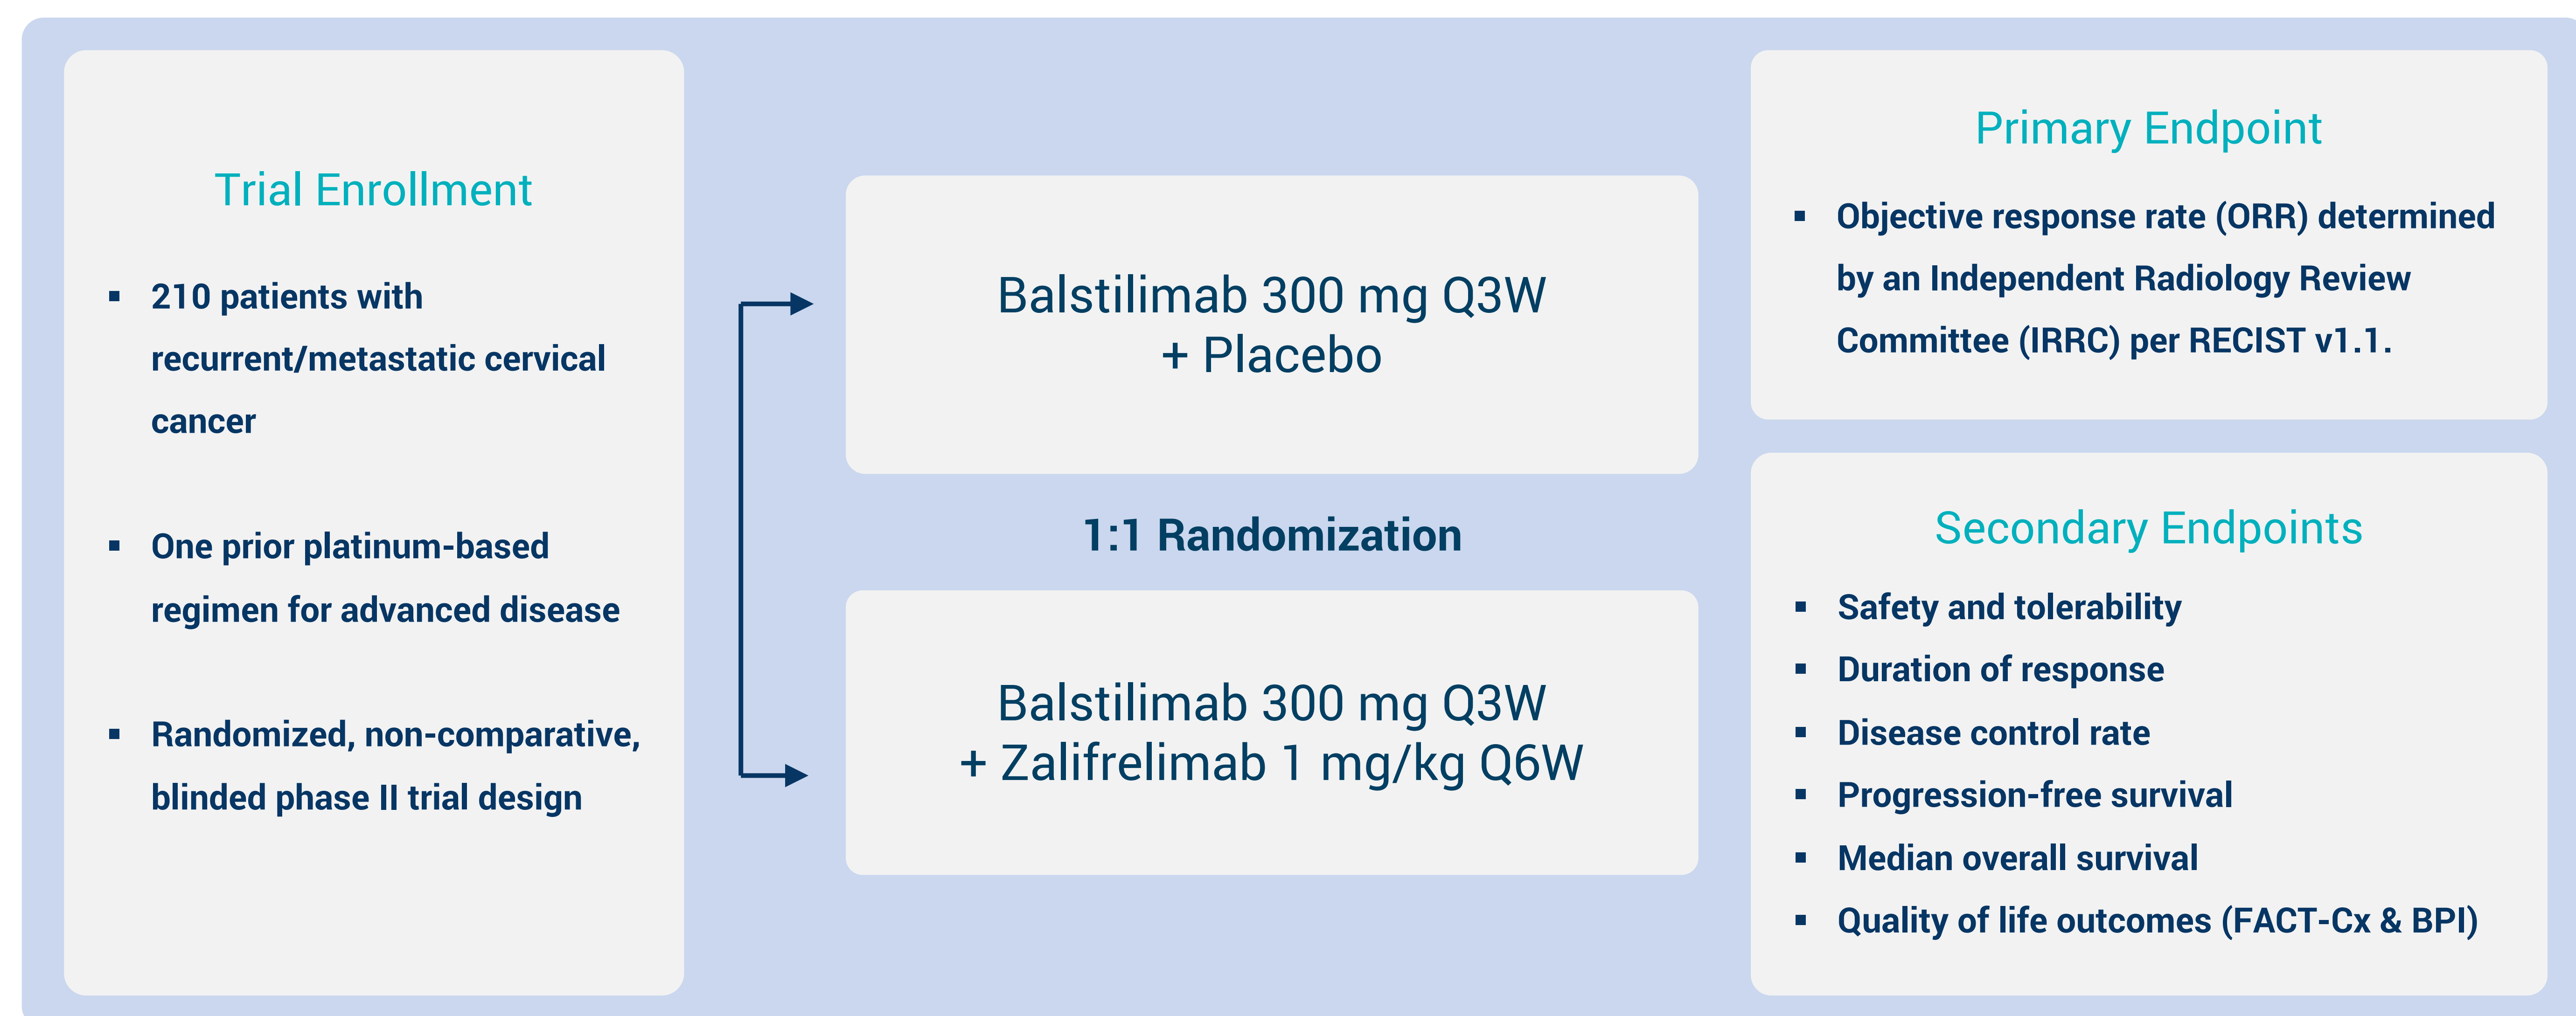 Trial Enrollment
▪ 210 patients with
recurrent/metastatic cervical
cancer
▪ One prior platinum-based
regimen for advanced disease
▪ Randomized, non-comparative,
blinded phase II trial design
Balstilimab 300 mg Q3W
+ Placebo
1:1 Randomization
Balstilimab 300 mg Q3W
+ Zalifrelimab 1 mg/kg Q6W
Primary Endpoint
▪ Objective response rate (ORR) determined
by an Independent Radiology Review
Committee (IRRC) per RECIST v1.1.
Secondary Endpoints
▪ Safety and tolerability
▪ Duration of response
▪ Disease control rate
▪ Progression-free survival
▪ Median overall survival
▪ Quality of life outcomes (FACT-Cx & BPI)